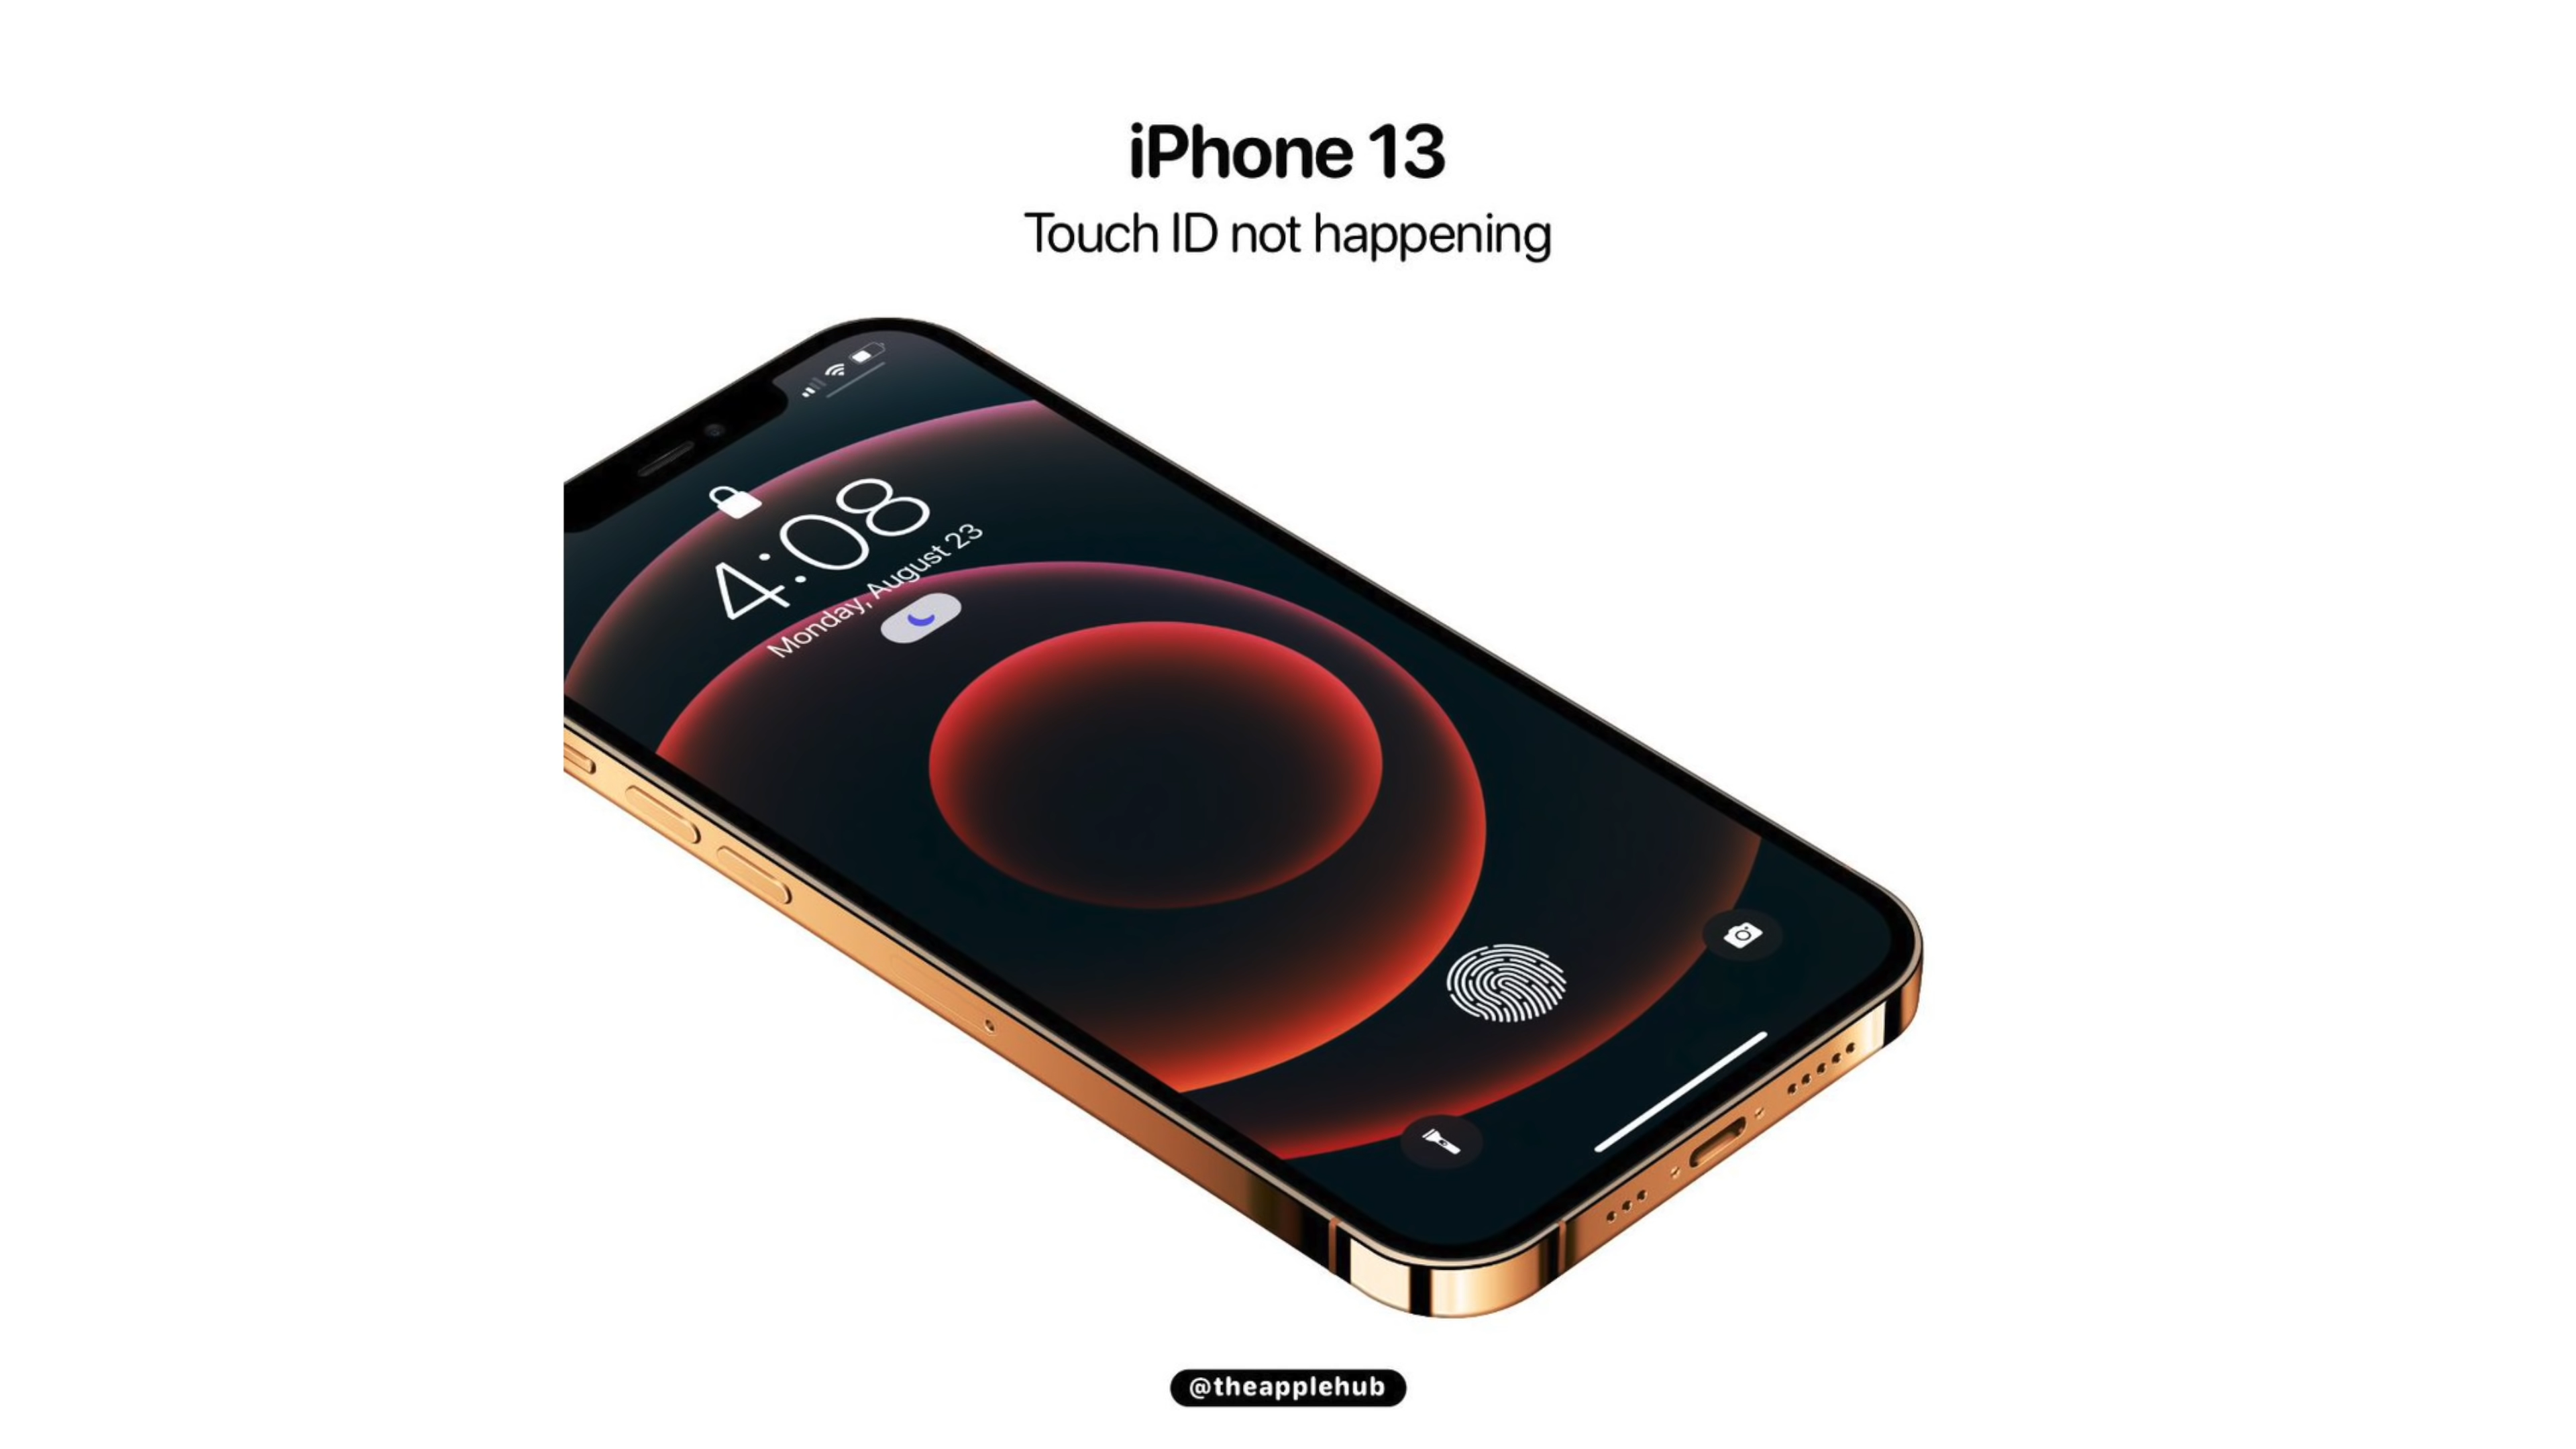 iPhone 13
Touch ID not happening
4:08
Monday, August 23
@theapplehub